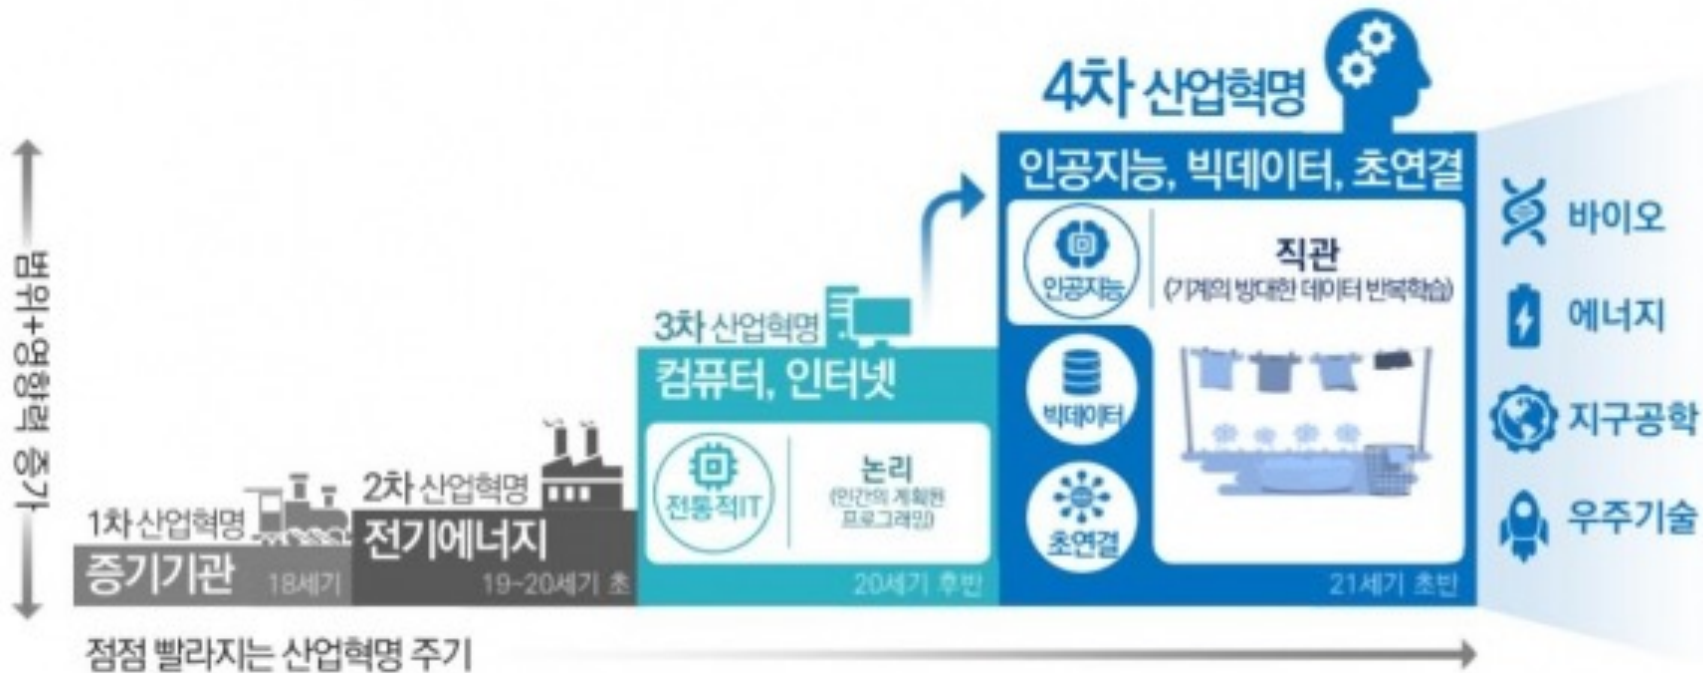 4차 산업혁명
인공지능, 빅데이터, 초연결
인공지능
직관
(기계의 방대한 데이터 반복학습)
빅데이터
초연결
21세기 초반
바이오
에너지
지구공학
우주기술
3차 산업혁명
컴퓨터, 인터넷
전통적IT
논리
(인간의 계획된
프로그래밍)
20세기 후반
2차 산업혁명
전기에너지
19~20세기 초
1차 산업혁명
증기기관
18세기
범위+영향력 증가
점점 빨라지는 산업혁명 주기